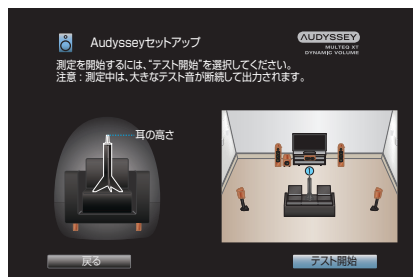 Audysseyセットアップ
AUDYSSEY
MULTEQ XT
DYNAMIC VOLUME
測定を開始するには、“テスト開始”を選択してください。
注意：測定中は、大きなテスト音が断続して出力されます。
耳の高さ
戻る
テスト開始